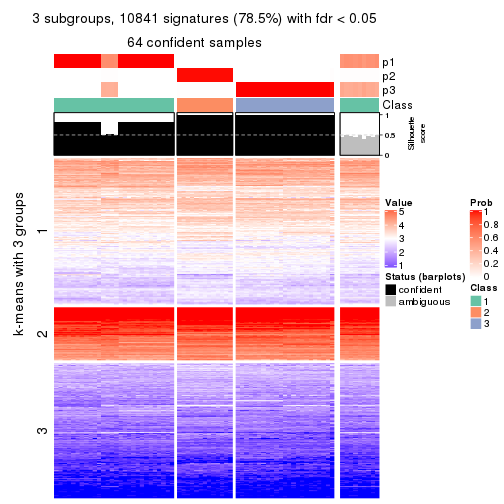 3 subgroups, 10841 signatures (78.5%) with fdr < 0.05
64 confident samples
p1
p2
p3
Class
1
0.5
0
Silhouette
score
k-means with 3 groups
1
2
3
Value
5
4
3
2
1
Status (barplots)
confident
ambiguous
Prob
1
0.8
0.6
0.4
0.2
0
Class
1
2
3